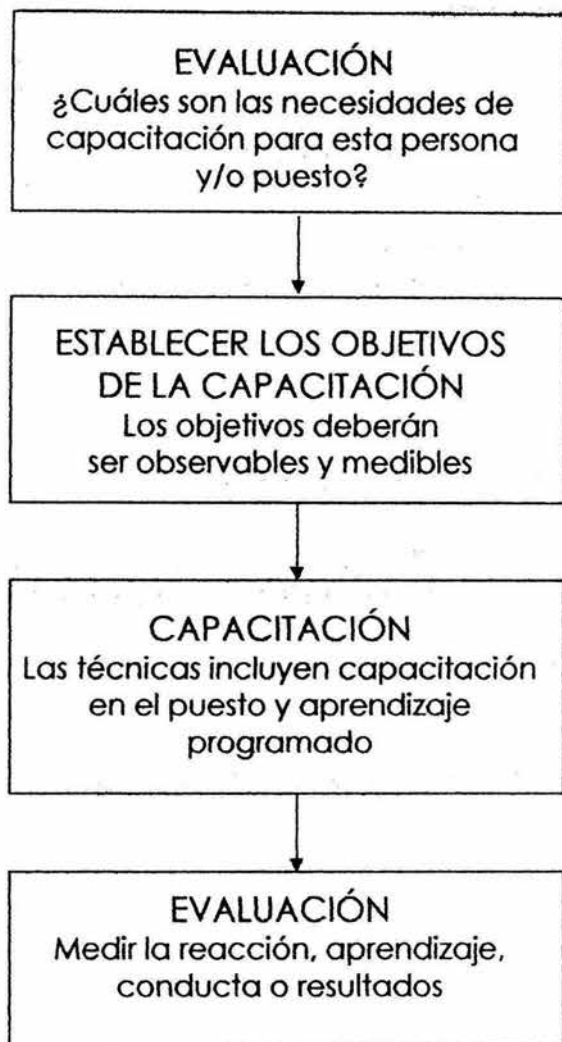 EVALUACIÓN
¿Cuáles son las necesidades de
capacitación para esta persona
y/o puesto?
ESTABLECER LOS OBJETIVOS
DE LA CAPACITACIÓN
Los objetivos deberán
ser observables y medibles
CAPACITACIÓN
Las técnicas incluyen capacitación
en el puesto y aprendizaje
programado
EVALUACIÓN
Medir la reacción, aprendizaje,
conducta o resultados